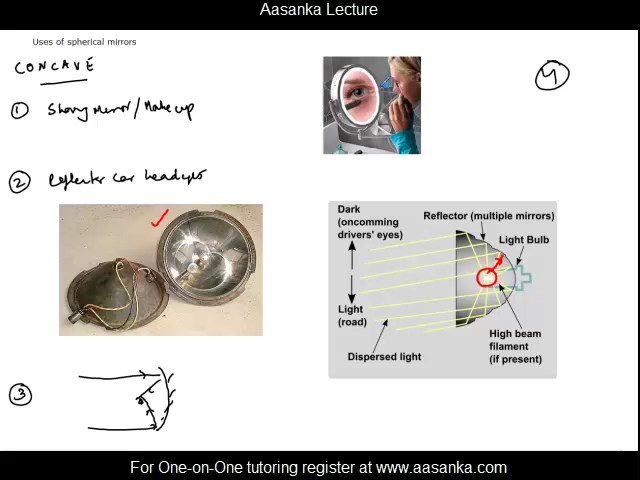 Aasanka Lecture
Uses of spherical mirrors
CONCAVE
4
1 Shaving mirror / Make up
2 Reflector car headlights
Dark
(oncomming
drivers' eyes)
Reflector (multiple mirrors)
Light Bulb
Light
(road)
Dispersed light
High beam
filament
(if present)
3
For One-on-One tutoring register at www.aasanka.com